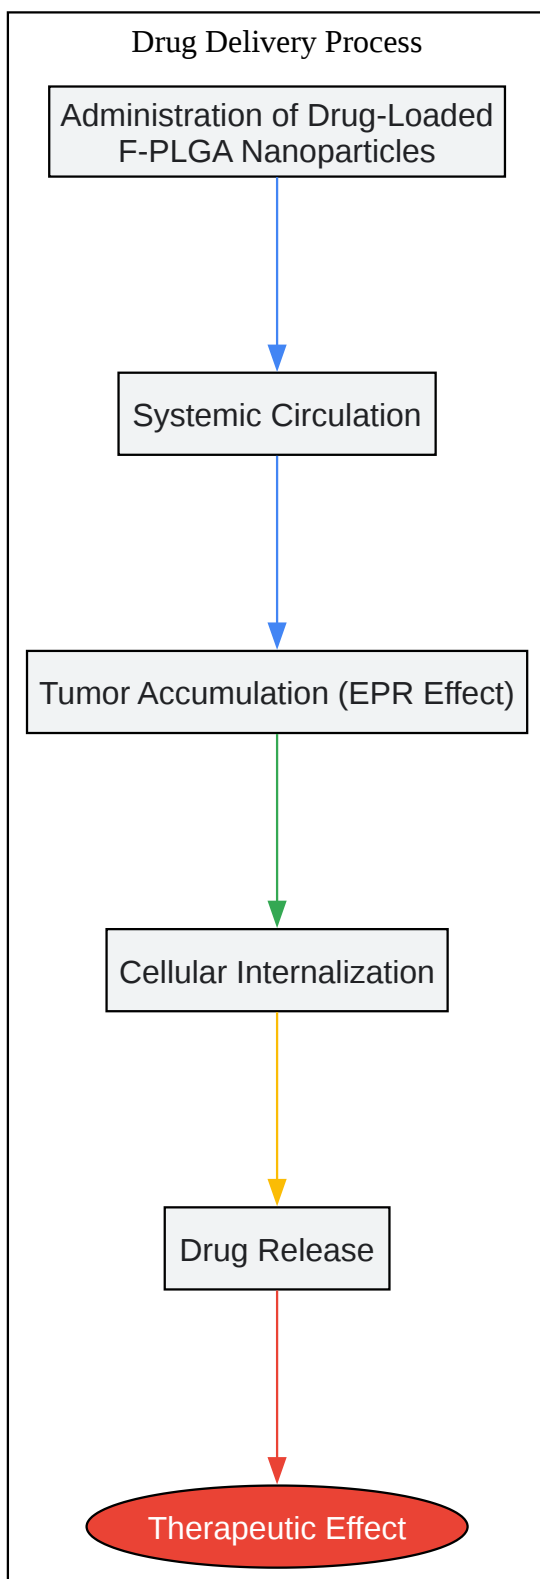 Drug Delivery Process
Administration of Drug-Loaded
F-PLGA Nanoparticles
Systemic Circulation
Tumor Accumulation (EPR Effect)
Cellular Internalization
Drug Release
Therapeutic Effect